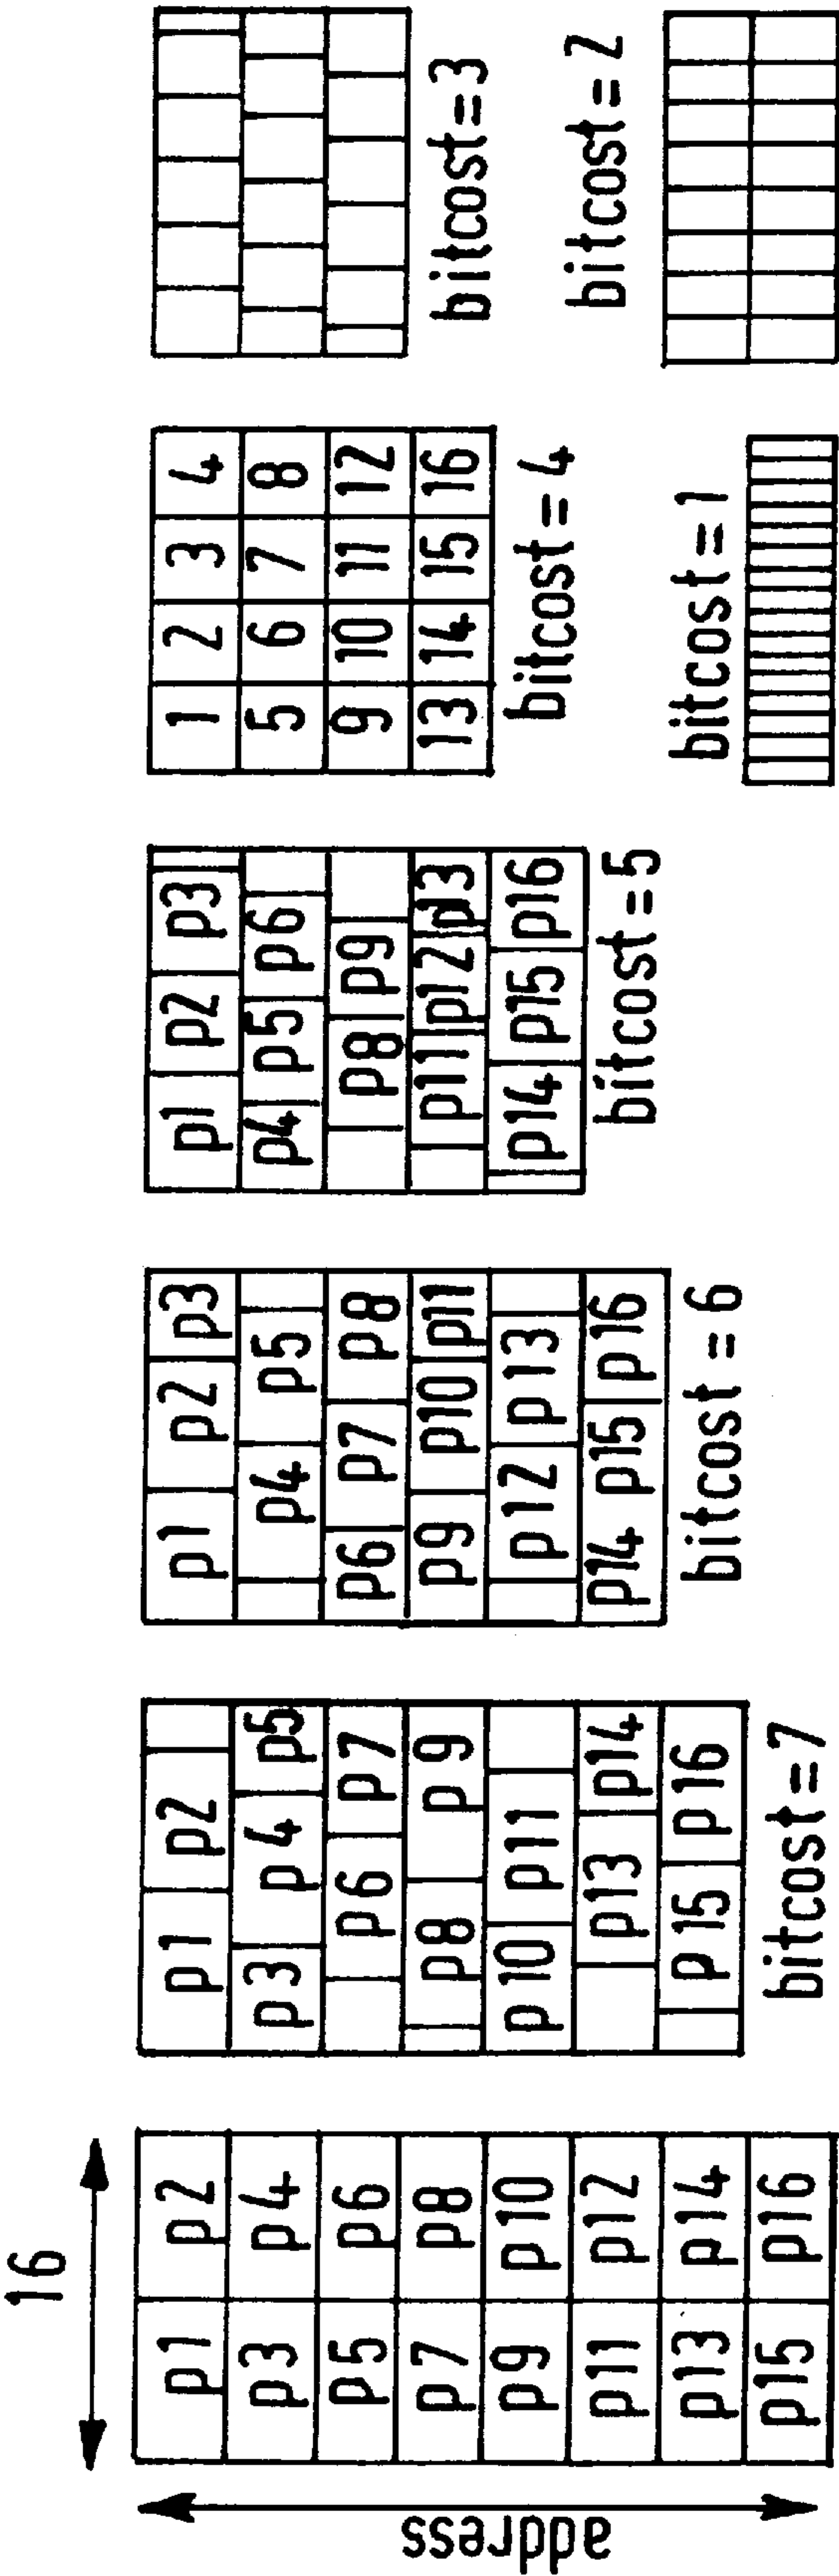 16
address
p1 p2
p3 p4
p5 p6
p7 p8
p9 p10
p11 p12
p13 p14
p15 p16
p1 p2
p3 p4 p5
p6 p7
p8 p9
p10 p11
p13 p14
p15 p16
bitcost=7
p1 p2 p3
p4 p5
p6 p7 p8
p9 p10 p11
p12 p13
p14 p15 p16
bitcost = 6
p1 p2 p3
p4 p5 p6
p8 p9
p11 p12 p13
p14 p15 p16
bitcost=5
1 2 3 4
5 6 7 8
9 10 11 12
13 14 15 16
bitcost=4
bitcost=3
bitcost=1
bitcost=2